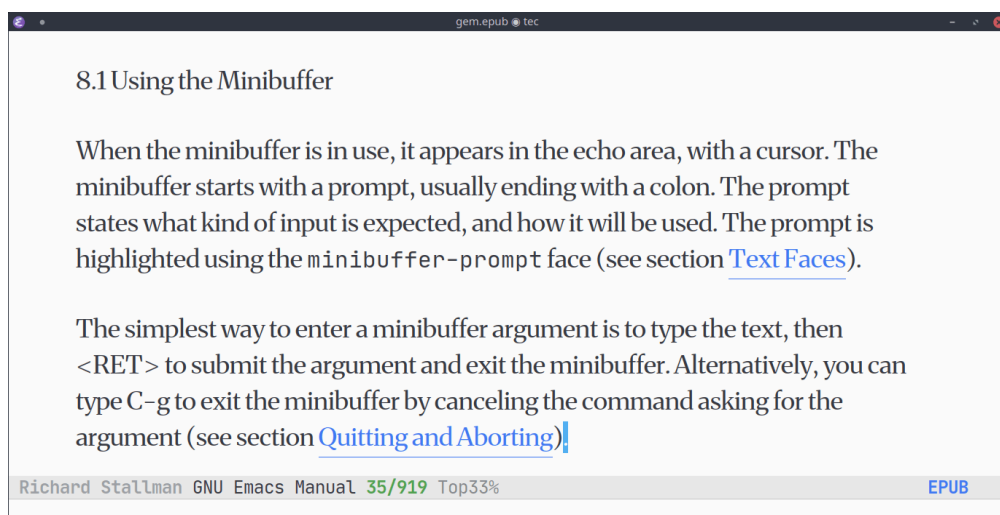 gem.epub ◉ tec
8.1 Using the Minibuffer
When the minibuffer is in use, it appears in the echo area, with a cursor. The
minibuffer starts with a prompt, usually ending with a colon. The prompt
states what kind of input is expected, and how it will be used. The prompt is
highlighted using the minibuffer-prompt face (see section Text Faces).
The simplest way to enter a minibuffer argument is to type the text, then
<RET> to submit the argument and exit the minibuffer. Alternatively, you can
type C-g to exit the minibuffer by canceling the command asking for the
argument (see section Quitting and Aborting).
Richard Stallman GNU Emacs Manual 35/919 Top33% EPUB